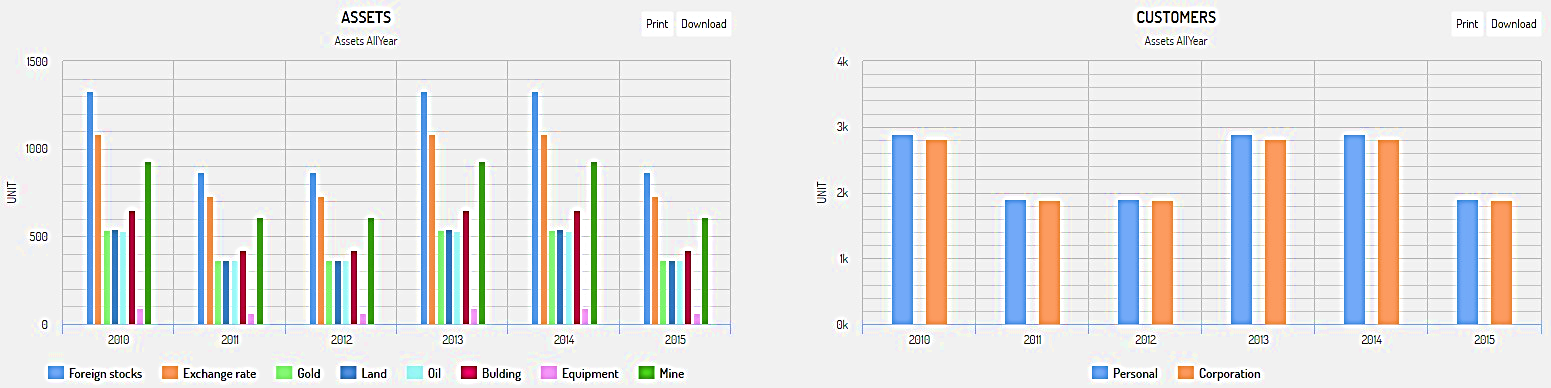 ASSETS
Print Download
Assets AllYear
1500
1000
500
0
UNIT
2010 2011 2012 2013 2014 2015
Foreign stocks Exchange rate Gold Land Oil Bulding Equipment Mine
CUSTOMERS
Print Download
Assets AllYear
4k
3k
2k
1k
0k
UNIT
2010 2011 2012 2013 2014 2015
Personal Corporation